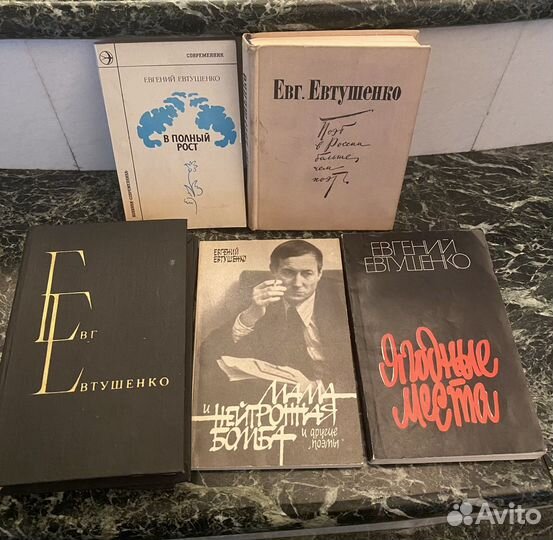 СОВРЕМЕННИК
ЕВГЕНИЙ ЕВТУШЕНКО
В ПОЛНЫЙ
РОСТ
Евг. Евтушенко
Поэт
в России
больше,
чем
поэт
Е
Евг
Евтушенко
ЕВГЕНИЙ
ЕВТУШЕНКО
МАМА
и НЕЙТРОННАЯ
БОМБА
и другие
поэмы
ЕВГЕНИЙ
ЕВТУШЕНКО
Ягодные
места
Avito